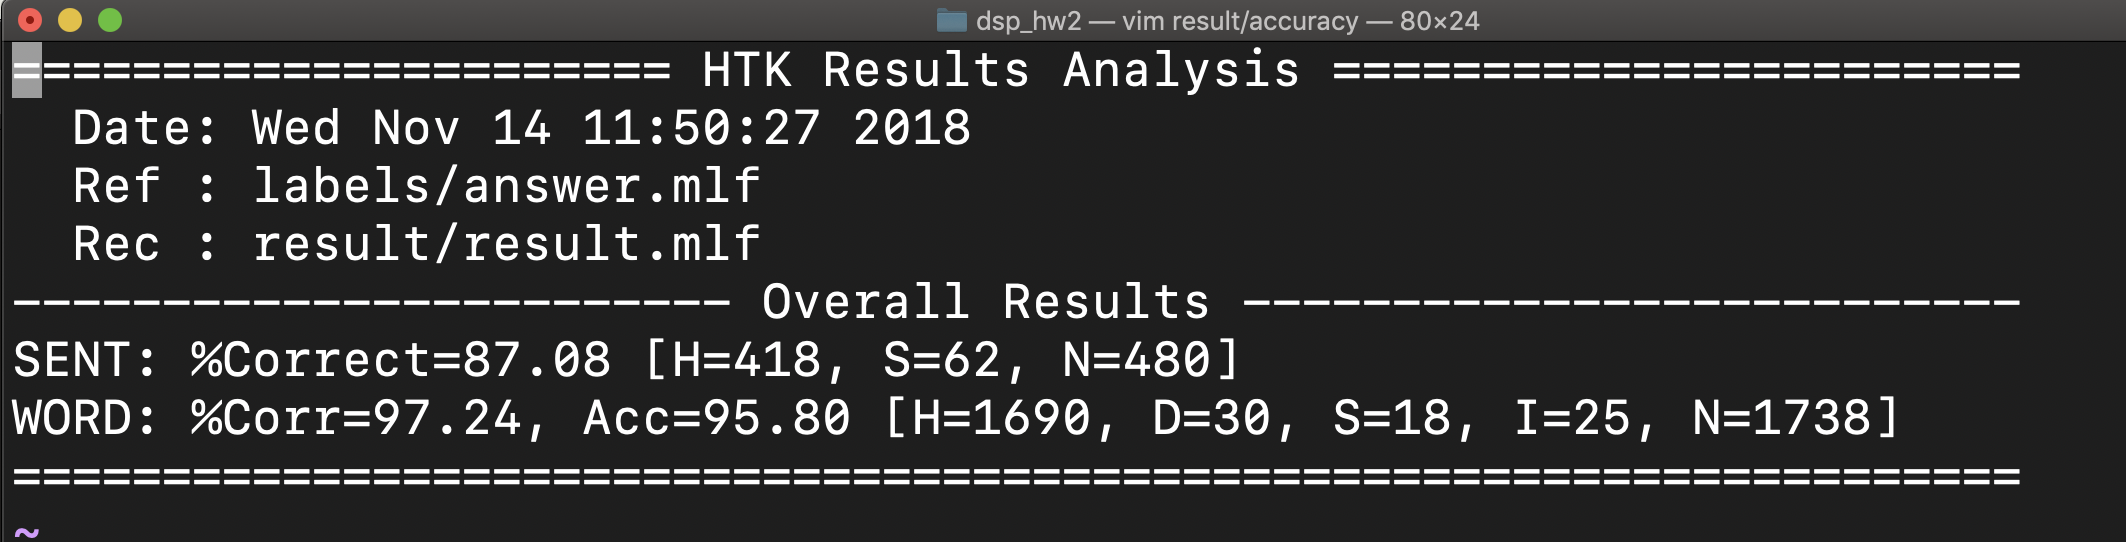 dsp_hw2 — vim result/accuracy — 80×24
====================== HTK Results Analysis =======================
  Date: Wed Nov 14 11:50:27 2018
  Ref : labels/answer.mlf
  Rec : result/result.mlf
------------------------ Overall Results --------------------------
SENT: %Correct=87.08 [H=418, S=62, N=480]
WORD: %Corr=97.24, Acc=95.80 [H=1690, D=30, S=18, I=25, N=1738]
===================================================================
~